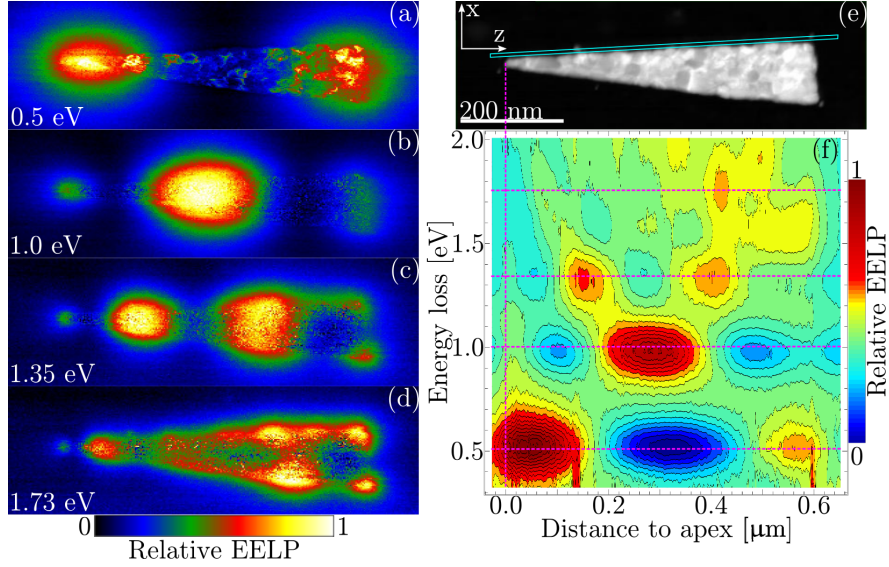 (a)
0.5 eV
(b)
1.0 eV
(c)
1.35 eV
(d)
1.73 eV
0
1
Relative EELP
x
z
(e)
200 nm
(f)
2.0
1.5
1.0
0.5
Energy loss [eV]
0.0
0.2
0.4
0.6
Distance to apex [μm]
1
0
Relative EELP